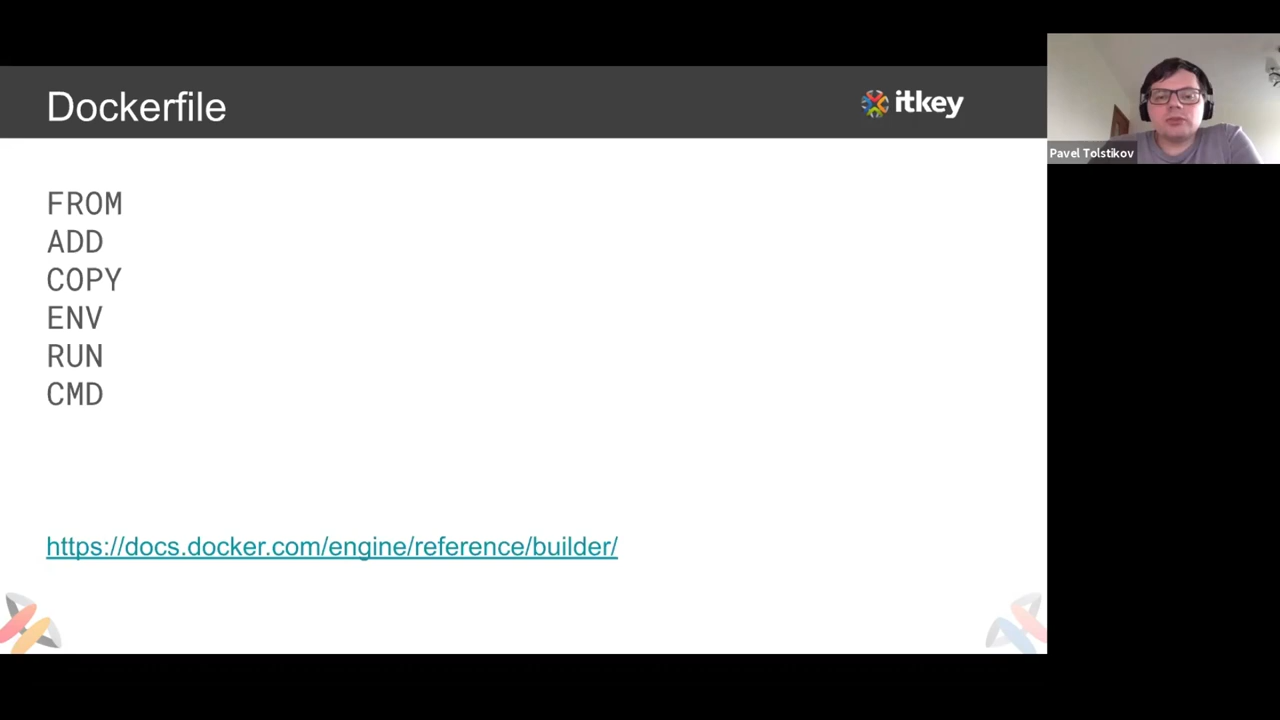 Dockerfile
itkey
Pavel Tolstikov
FROM
ADD
COPY
ENV
RUN
CMD
https://docs.docker.com/engine/reference/builder/